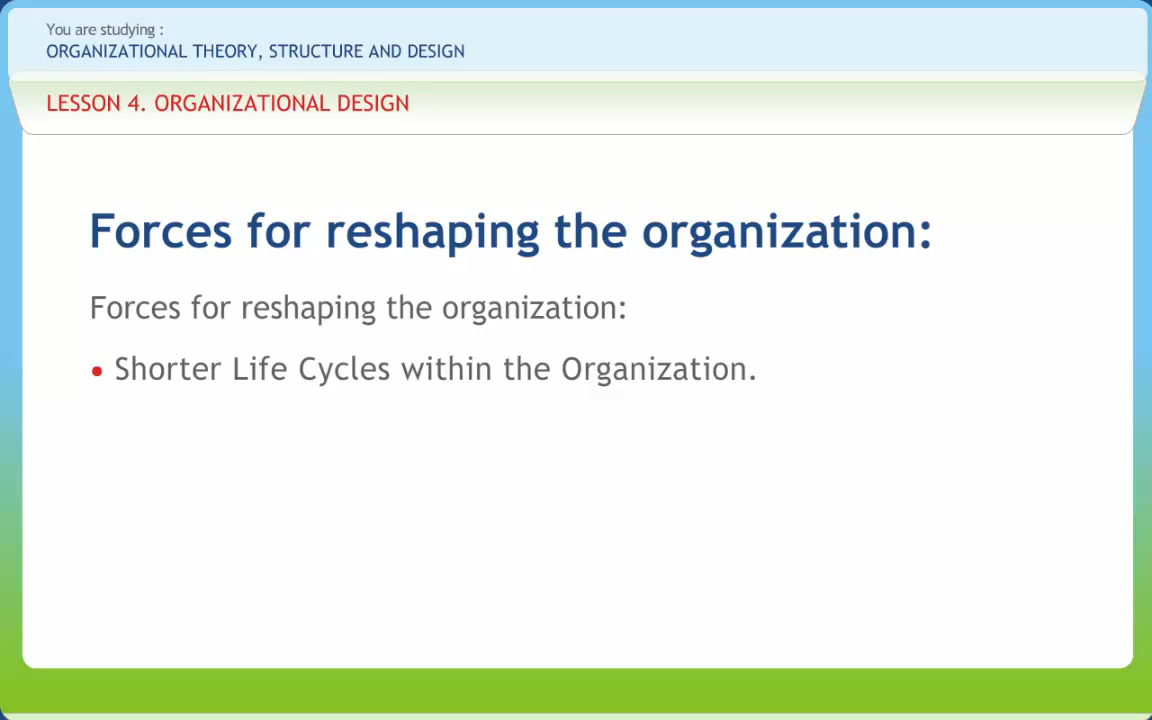 You are studying :
ORGANIZATIONAL THEORY, STRUCTURE AND DESIGN
LESSON 4. ORGANIZATIONAL DESIGN
Forces for reshaping the organization:
Forces for reshaping the organization:
• Shorter Life Cycles within the Organization.